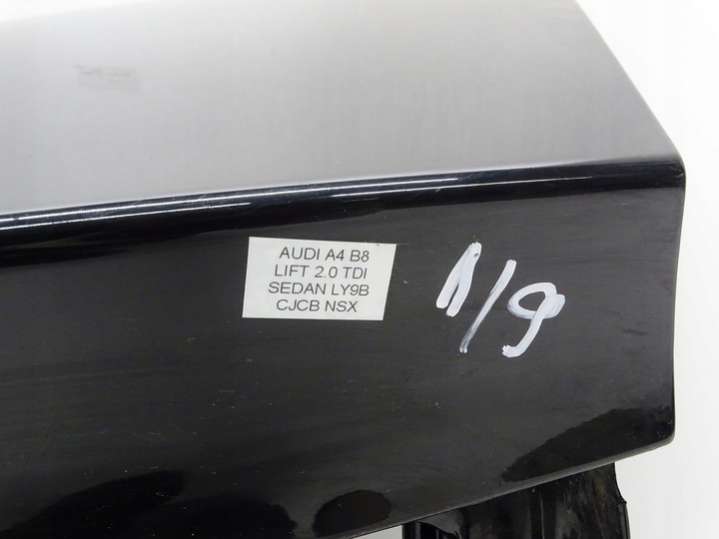 AUDI A4 B8
LIFT 2.0 TDI
SEDAN LY9B
CJCB NSX
1/9